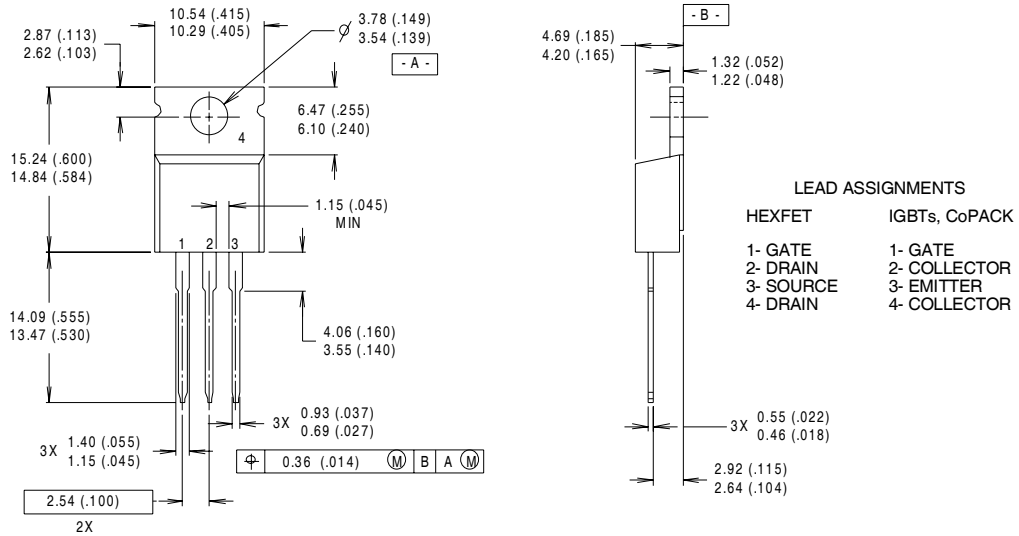 10.54 (.415)
10.29 (.405)
3.78 (.149)
3.54 (.139)
- A -
2.87 (.113)
2.62 (.103)
6.47 (.255)
6.10 (.240)
4
15.24 (.600)
14.84 (.584)
1.15 (.045)
MIN
1 2 3
14.09 (.555)
13.47 (.530)
4.06 (.160)
3.55 (.140)
3X 0.93 (.037)
0.69 (.027)
3X 1.40 (.055)
1.15 (.045)
⌖ 0.36 (.014) Ⓜ B A Ⓜ
2.54 (.100)
2X
- B -
4.69 (.185)
4.20 (.165)
1.32 (.052)
1.22 (.048)
3X 0.55 (.022)
0.46 (.018)
2.92 (.115)
2.64 (.104)
LEAD ASSIGNMENTS
HEXFET
1- GATE
2- DRAIN
3- SOURCE
4- DRAIN
IGBTs, CoPACK
1- GATE
2- COLLECTOR
3- EMITTER
4- COLLECTOR